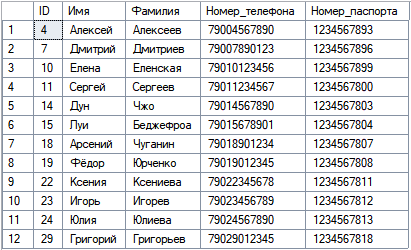 ID Имя Фамилия Номер_телефона Номер_паспорта
1 4 Алексей Алексеев 79004567890 1234567893
2 7 Дмитрий Дмитриев 79007890123 1234567896
3 10 Елена Еленская 79010123456 1234567899
4 11 Сергей Сергеев 79011234567 1234567800
5 14 Дун Чжо 79014567890 1234567803
6 15 Луи Беджефроа 79015678901 1234567804
7 18 Арсений Чуганин 79018901234 1234567807
8 19 Фёдор Юрченко 79019012345 1234567808
9 22 Ксения Ксениева 79022345678 1234567811
10 23 Игорь Игорев 79023456789 1234567812
11 24 Юлия Юлиева 79024567890 1234567813
12 29 Григорий Григорьев 79029012345 1234567818